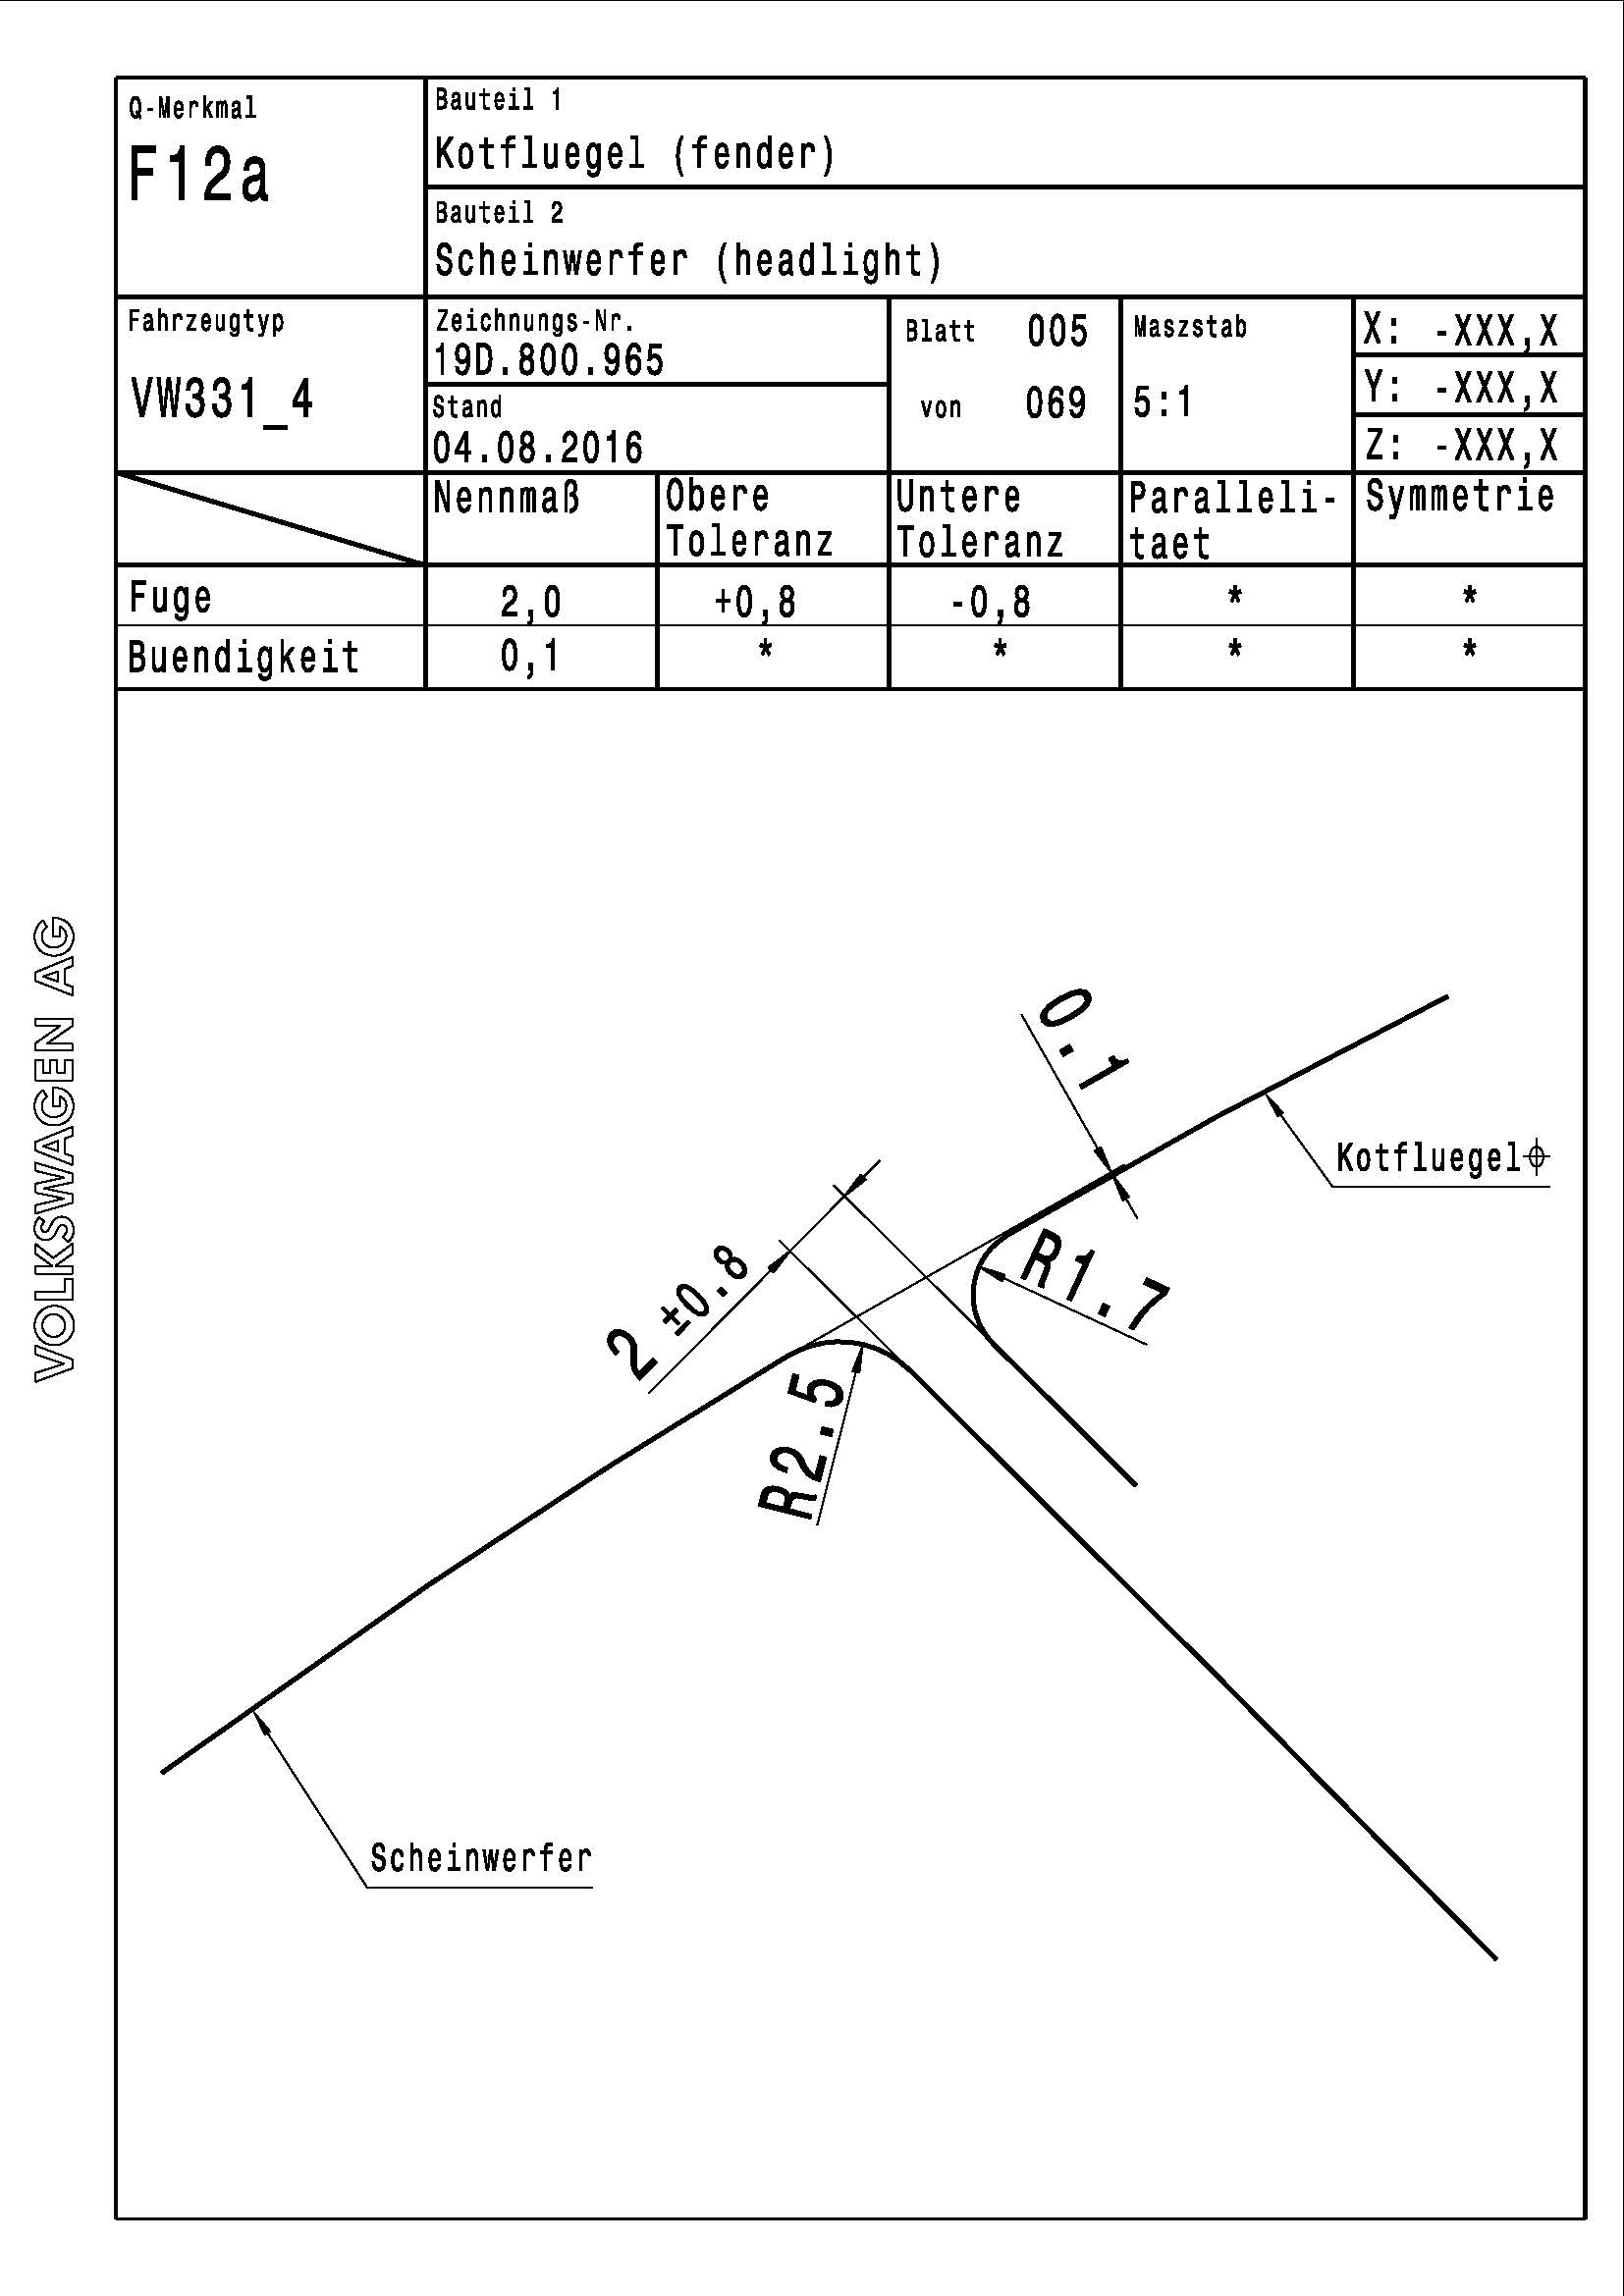 Q-Merkmal
F12a
Bauteil 1
Kotfluegel (fender)
Bauteil 2
Scheinwerfer (headlight)
Fahrzeugtyp
VW331_4
Zeichnungs-Nr.
19D.800.965
Stand
04.08.2016
Blatt 005
von 069
Maszstab
5:1
X: -XXX,X
Y: -XXX,X
Z: -XXX,X
Nennmaß
Obere
Toleranz
Untere
Toleranz
Paralleli-
taet
Symmetrie
Fuge 2,0 +0,8 -0,8 * *
Buendigkeit 0,1 * * * *
VOLKSWAGEN AG
0.1
Kotfluegel
2 ±0.8
R1.7
R2.5
Scheinwerfer